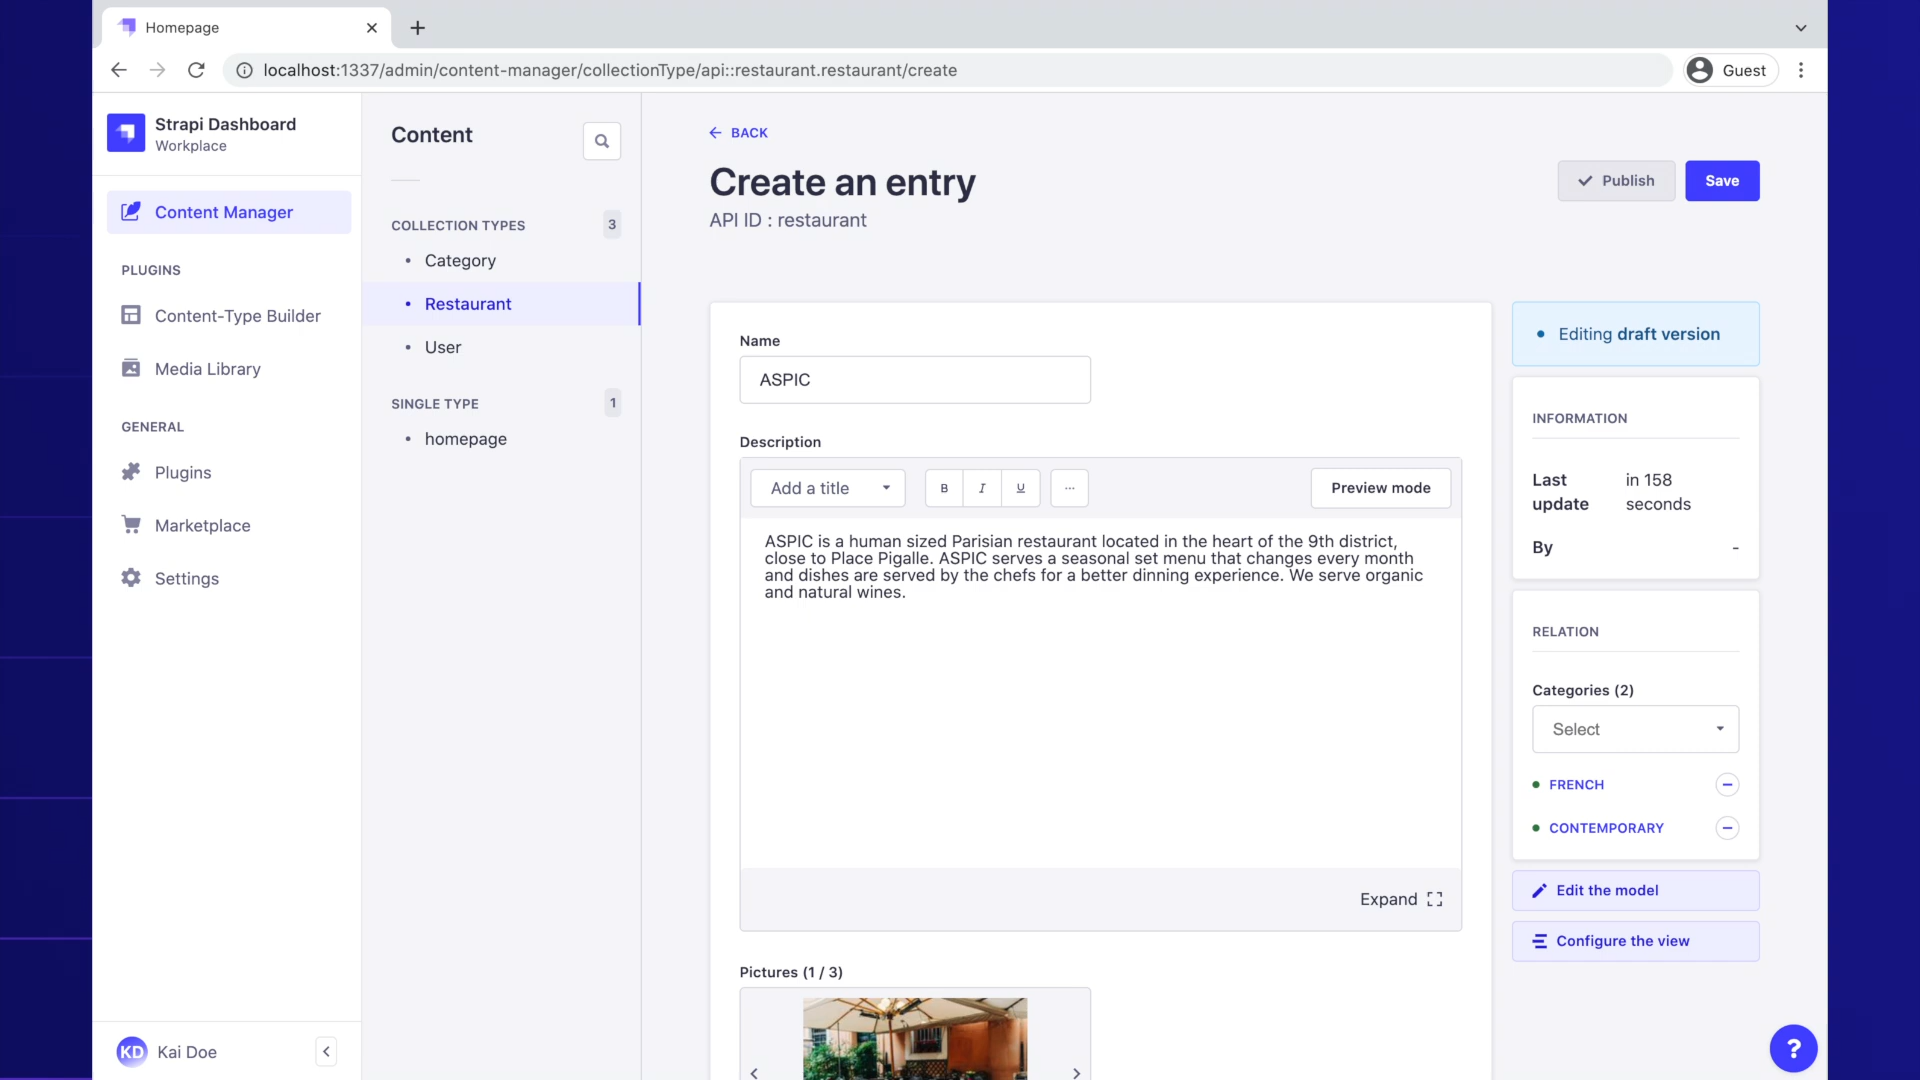 Homepage
localhost:1337/admin/content-manager/collectionType/api::restaurant.restaurant/create
Guest
Strapi Dashboard
Workplace
Content Manager
PLUGINS
Content-Type Builder
Media Library
GENERAL
Plugins
Marketplace
Settings
KD
Kai Doe
Content
COLLECTION TYPES
3
Category
Restaurant
User
SINGLE TYPE
1
homepage
BACK
Create an entry
API ID : restaurant
Publish
Save
Name
ASPIC
Description
Add a title
B
I
U
...
Preview mode
ASPIC is a human sized Parisian restaurant located in the heart of the 9th district,
close to Place Pigalle. ASPIC serves a seasonal set menu that changes every month
and dishes are served by the chefs for a better dinning experience. We serve organic
and natural wines.
Expand
Pictures (1 / 3)
Editing draft version
INFORMATION
Last update
in 158 seconds
By
-
RELATION
Categories (2)
Select
FRENCH
CONTEMPORARY
Edit the model
Configure the view
?